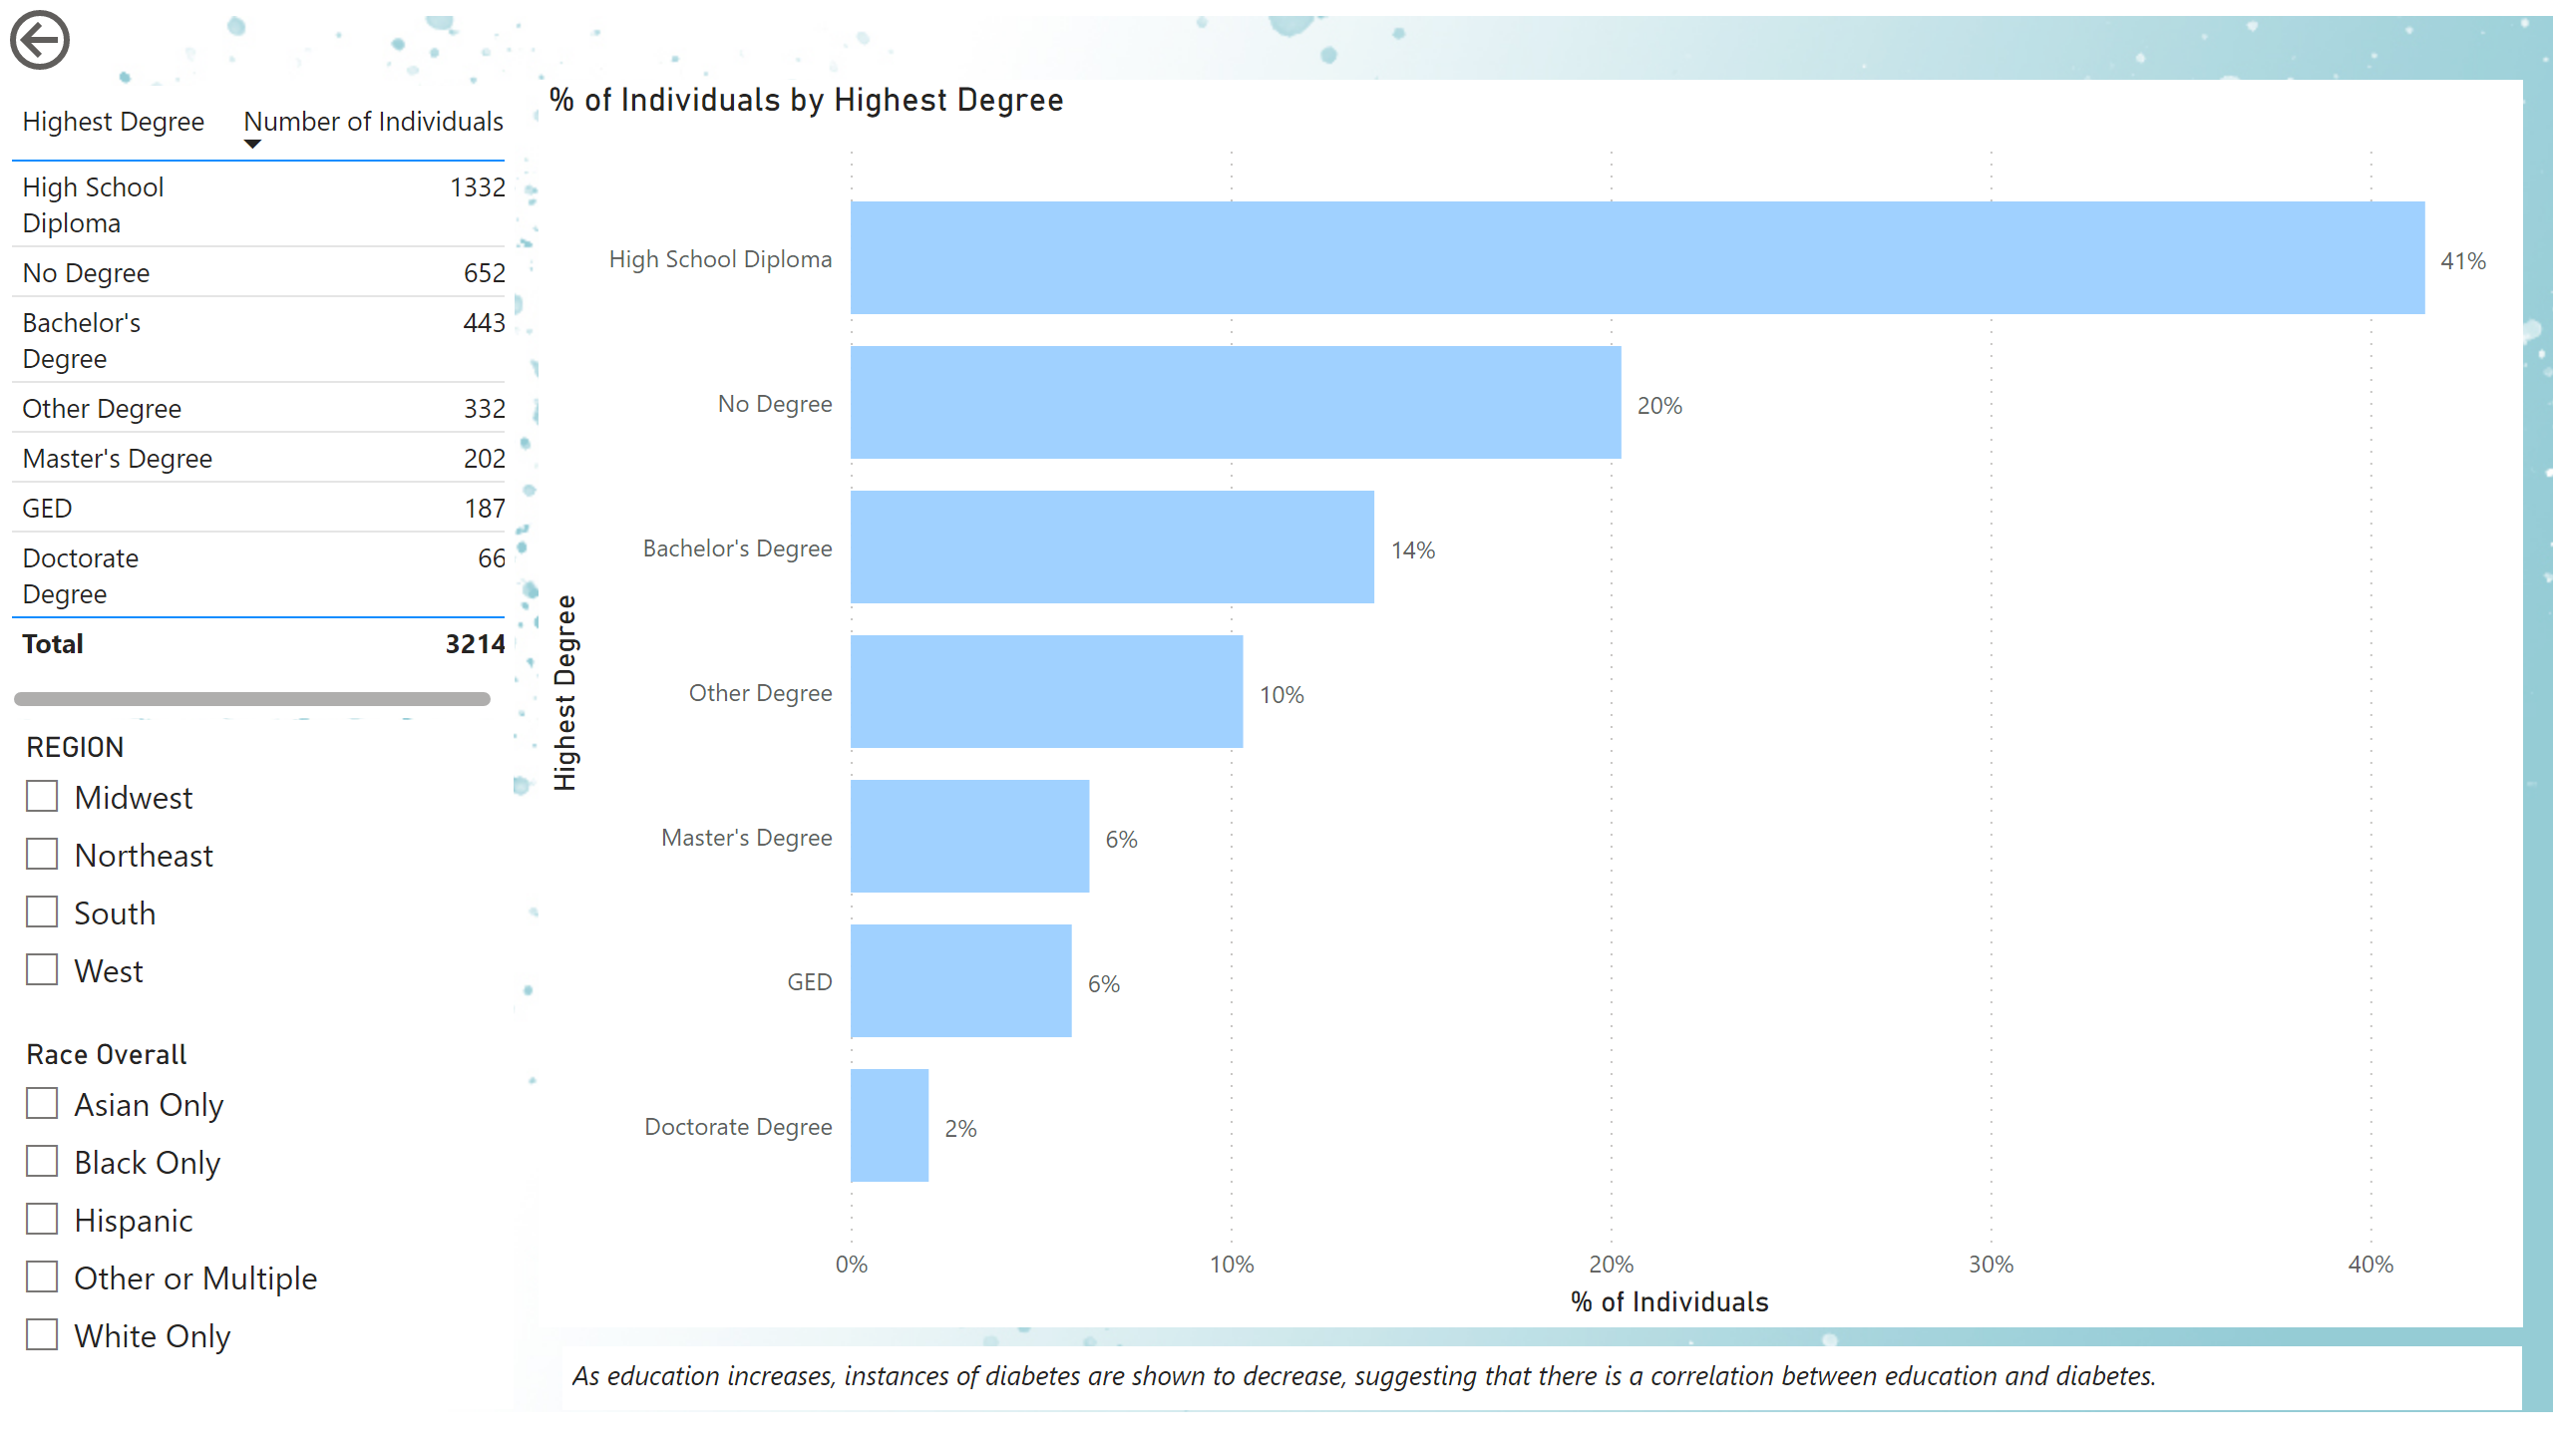 Highest Degree Number of Individuals
High School 1332
Diploma
No Degree 652
Bachelor's 443
Degree
Other Degree 332
Master's Degree 202
GED 187
Doctorate 66
Degree
Total 3214
REGION
Midwest
Northeast
South
West
Race Overall
Asian Only
Black Only
Hispanic
Other or Multiple
White Only
% of Individuals by Highest Degree
Highest Degree
High School Diploma 41%
No Degree 20%
Bachelor's Degree 14%
Other Degree 10%
Master's Degree 6%
GED 6%
Doctorate Degree 2%
0% 10% 20% 30% 40%
% of Individuals
As education increases, instances of diabetes are shown to decrease, suggesting that there is a correlation between education and diabetes.